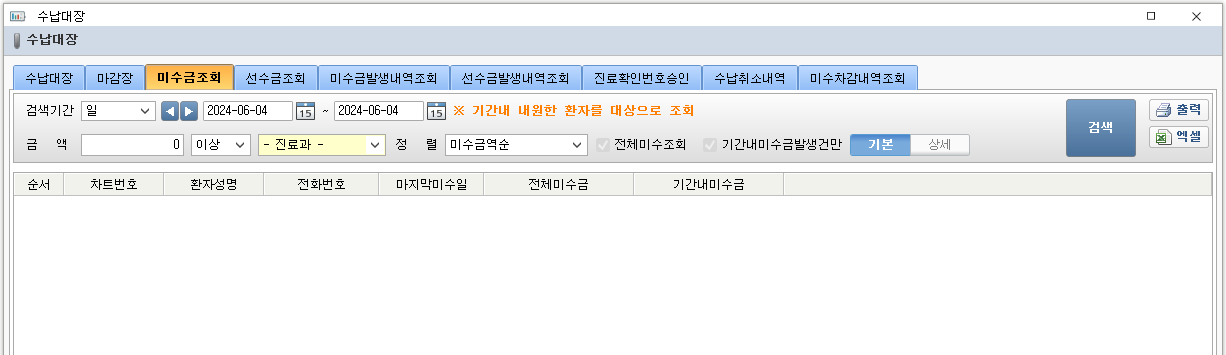 수납대장
수납대장
수납대장 마감장 미수금조회 선수금조회 미수금발생내역조회 선수금발생내역조회 진료확인번호승인 수납취소내역 미수차감내역조회
검색기간 일 2024-06-04 15 ~ 2024-06-04 15 ※ 기간내 내원한 환자를 대상으로 조회 검색 출력
금 액 0 이상 - 진료과 - 정 렬 미수금역순 전체미수조회 기간내미수금발생건만 기본 상세 엑셀
순서 차트번호 환자성명 전화번호 마지막미수일 전체미수금 기간내미수금